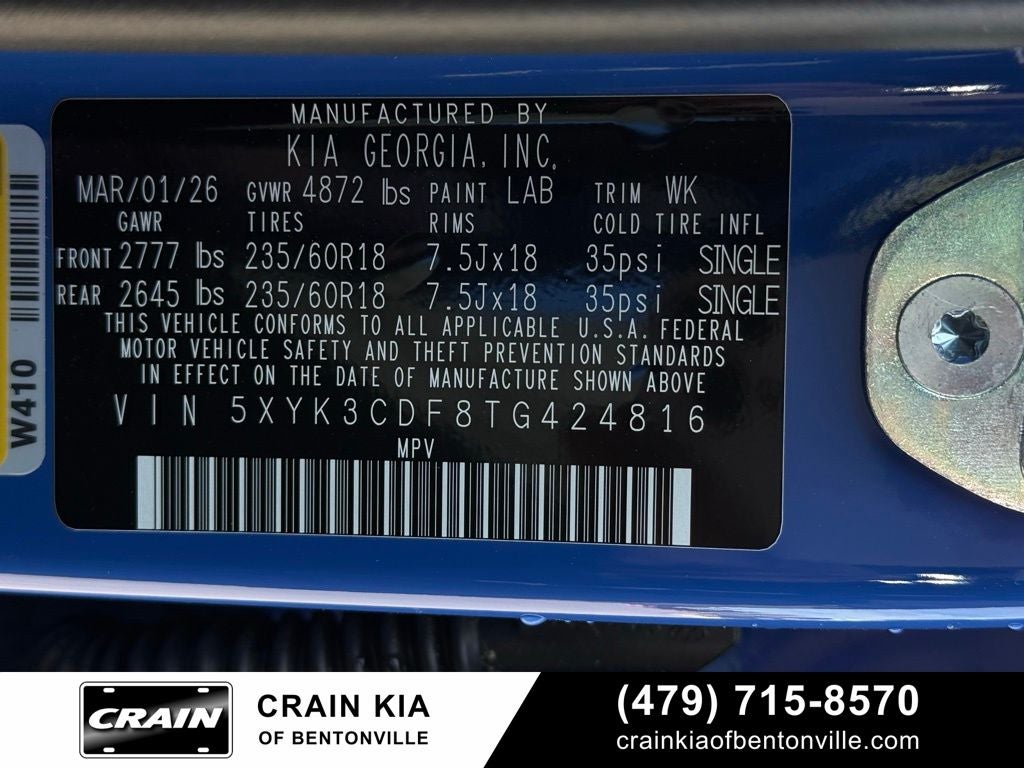 MANUFACTURED BY
KIA GEORGIA, INC.
MAR/01/26 GVWR 4872 lbs PAINT LAB TRIM WK
GAWR TIRES RIMS COLD TIRE INFL
FRONT 2777 lbs 235/60R18 7.5Jx18 35psi SINGLE
REAR 2645 lbs 235/60R18 7.5Jx18 35psi SINGLE
THIS VEHICLE CONFORMS TO ALL APPLICABLE U.S.A. FEDERAL
MOTOR VEHICLE SAFETY AND THEFT PREVENTION STANDARDS
IN EFFECT ON THE DATE OF MANUFACTURE SHOWN ABOVE
VIN 5XYK3CDF8TG424816
MPV
W410
CRAIN
CRAIN KIA
OF BENTONVILLE
(479) 715-8570
crainkiaofbentonville.com